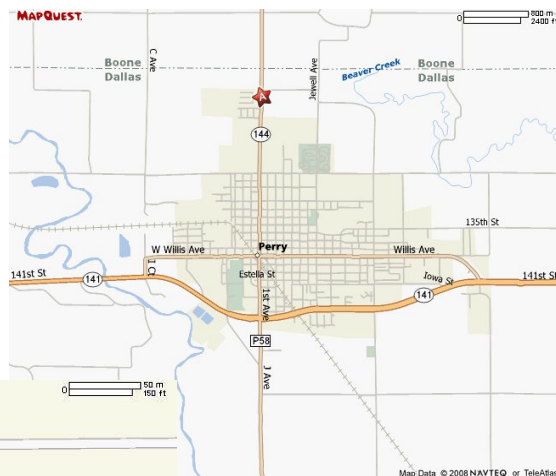 MAPQUEST.
0 800 m
2400 ft
C Ave
Boone
Dallas
Jewell Ave
Beaver Creek
Boone
Dallas
A
144
135th St
W Willis Ave
Perry
Willis Ave
Estella St
141st St
141
J Ct
1st Ave
Iowa St
141
141st St
P58
J Ave
0 50 m
150 ft
Map Data © 2008 NAVTEQ or TeleAtlas